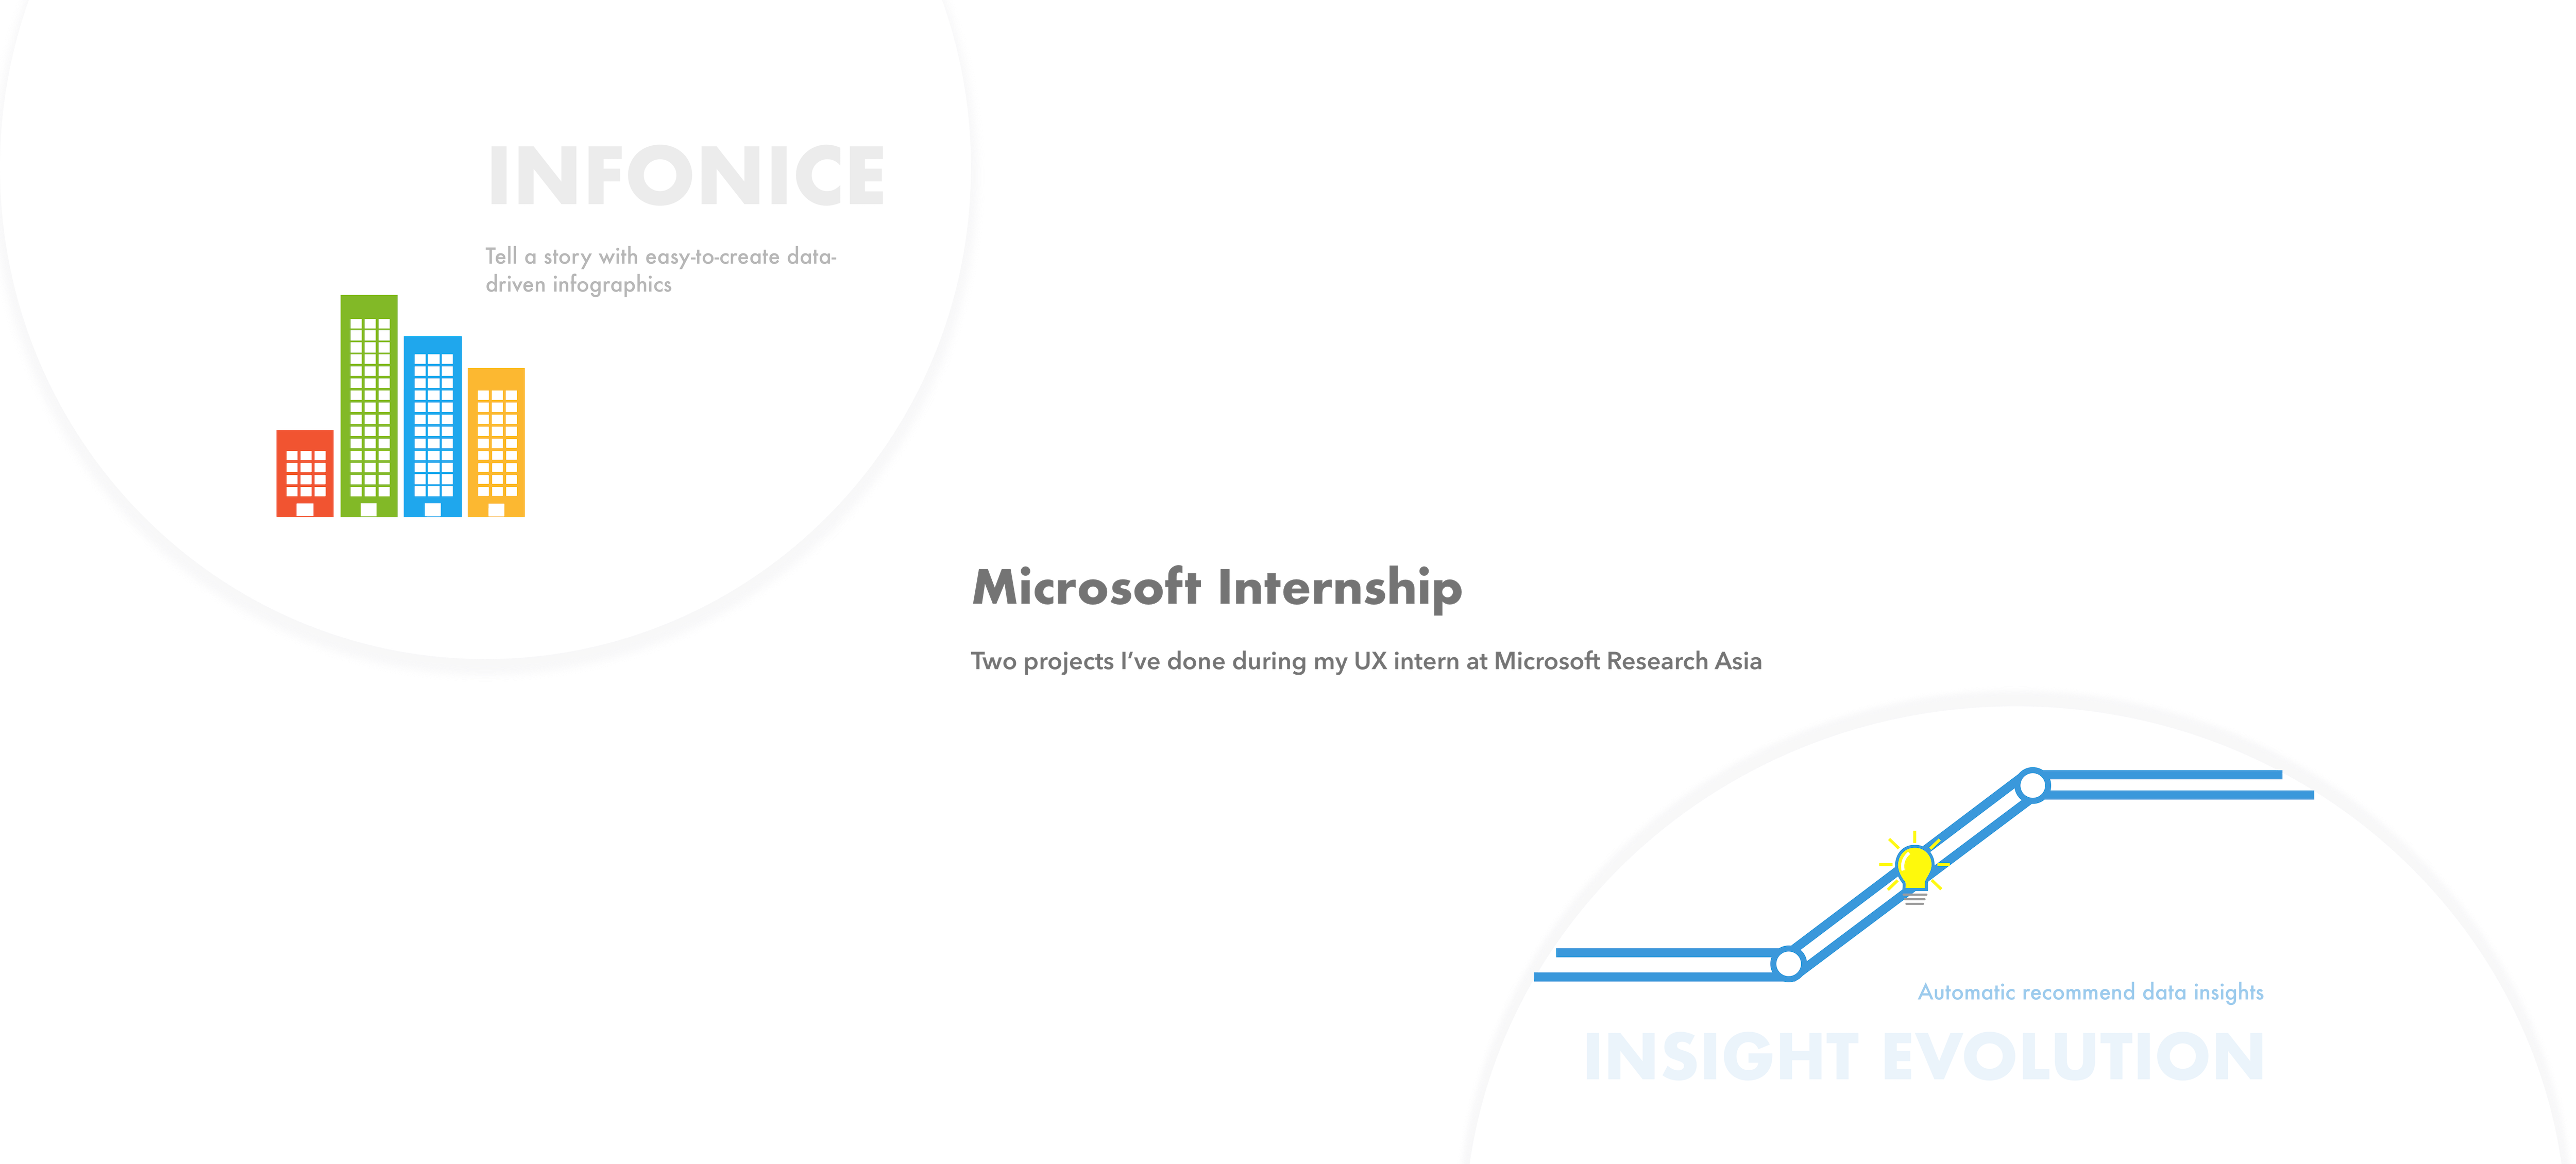 INFONICE
Tell a story with easy-to-create data-
driven infographics
Microsoft Internship
Two projects I’ve done during my UX intern at Microsoft Research Asia
Automatic recommend data insights
INSIGHT EVOLUTION